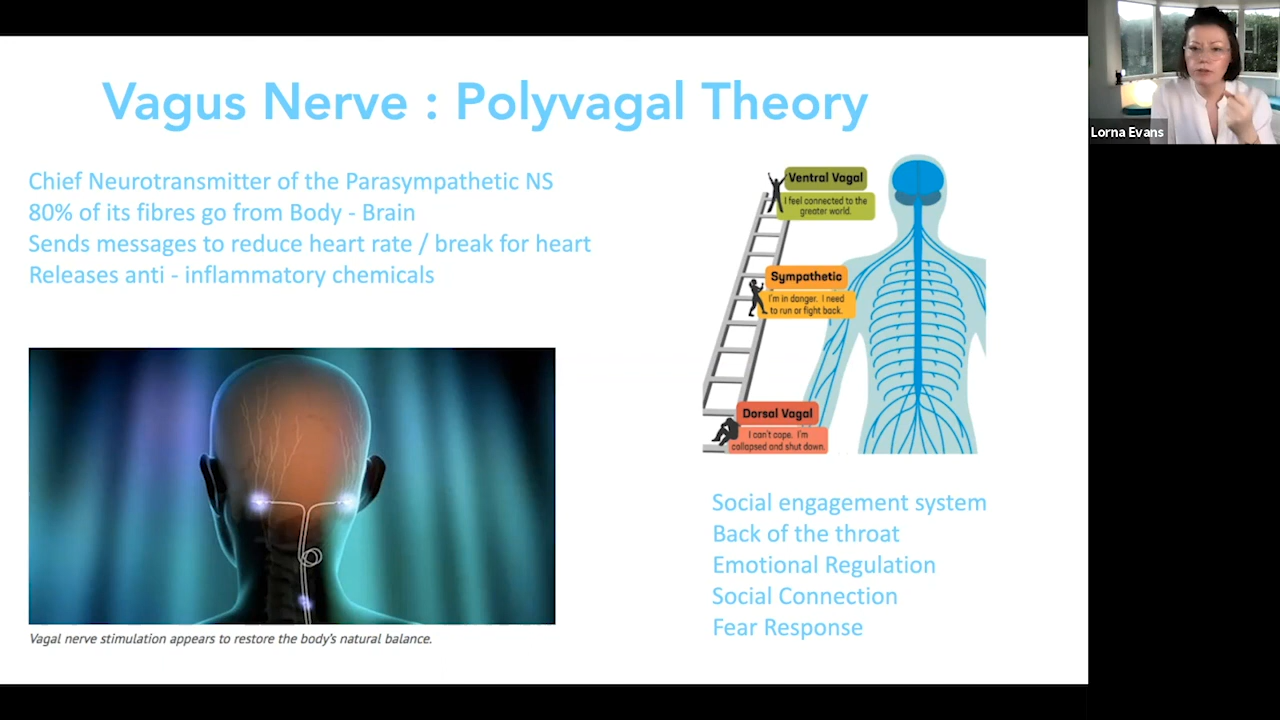 Vagus Nerve : Polyvagal Theory
Lorna Evans
Chief Neurotransmitter of the Parasympathetic NS
80% of its fibres go from Body - Brain
Sends messages to reduce heart rate / break for heart
Releases anti - inflammatory chemicals
Ventral Vagal
I feel connected to the
greater world.
Sympathetic
I'm in danger. I need
to run or fight back.
Dorsal Vagal
I can't cope. I'm
collapsed and shut down.
Vagal nerve stimulation appears to restore the body's natural balance.
Social engagement system
Back of the throat
Emotional Regulation
Social Connection
Fear Response